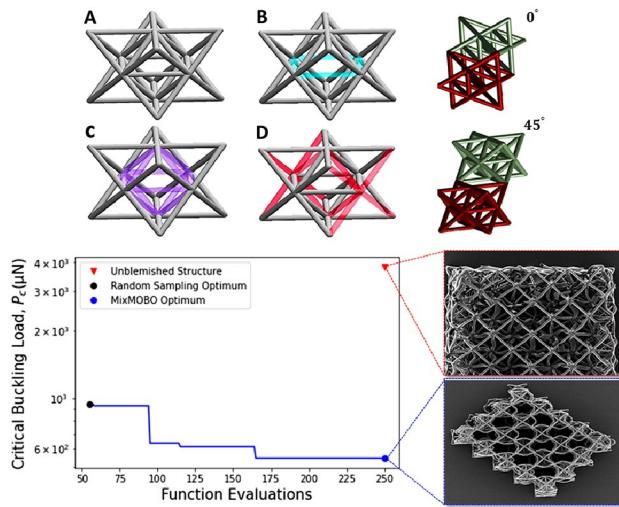 A
B
0°
C
D
45°
Critical Buckling Load, P_c(μN)
4 × 10³
3 × 10³
2 × 10³
10³
6 × 10²
Unblemished Structure
Random Sampling Optimum
MixMOBO Optimum
50 75 100 125 150 175 200 225 250
Function Evaluations